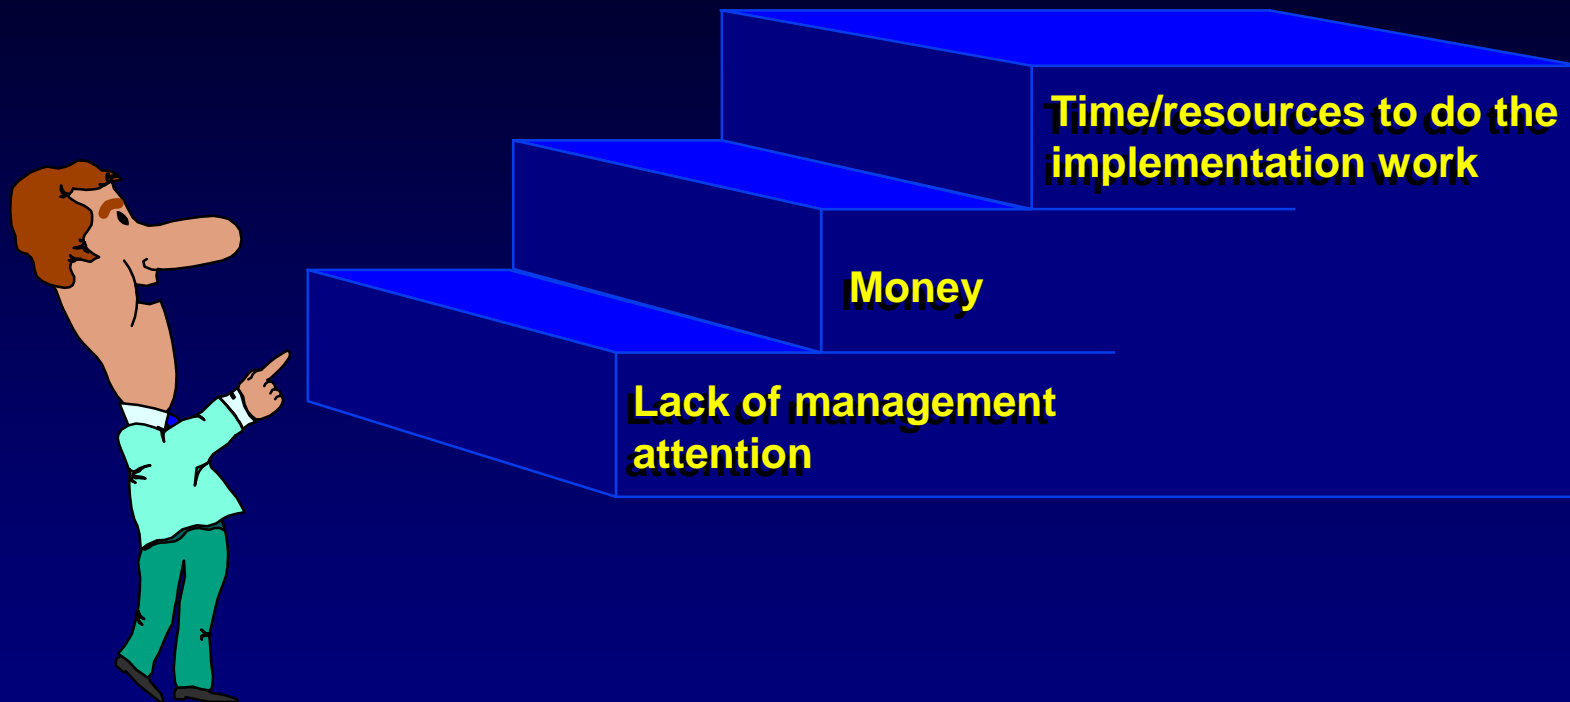 Time/resources to do the
implementation work
Money
Lack of management
attention